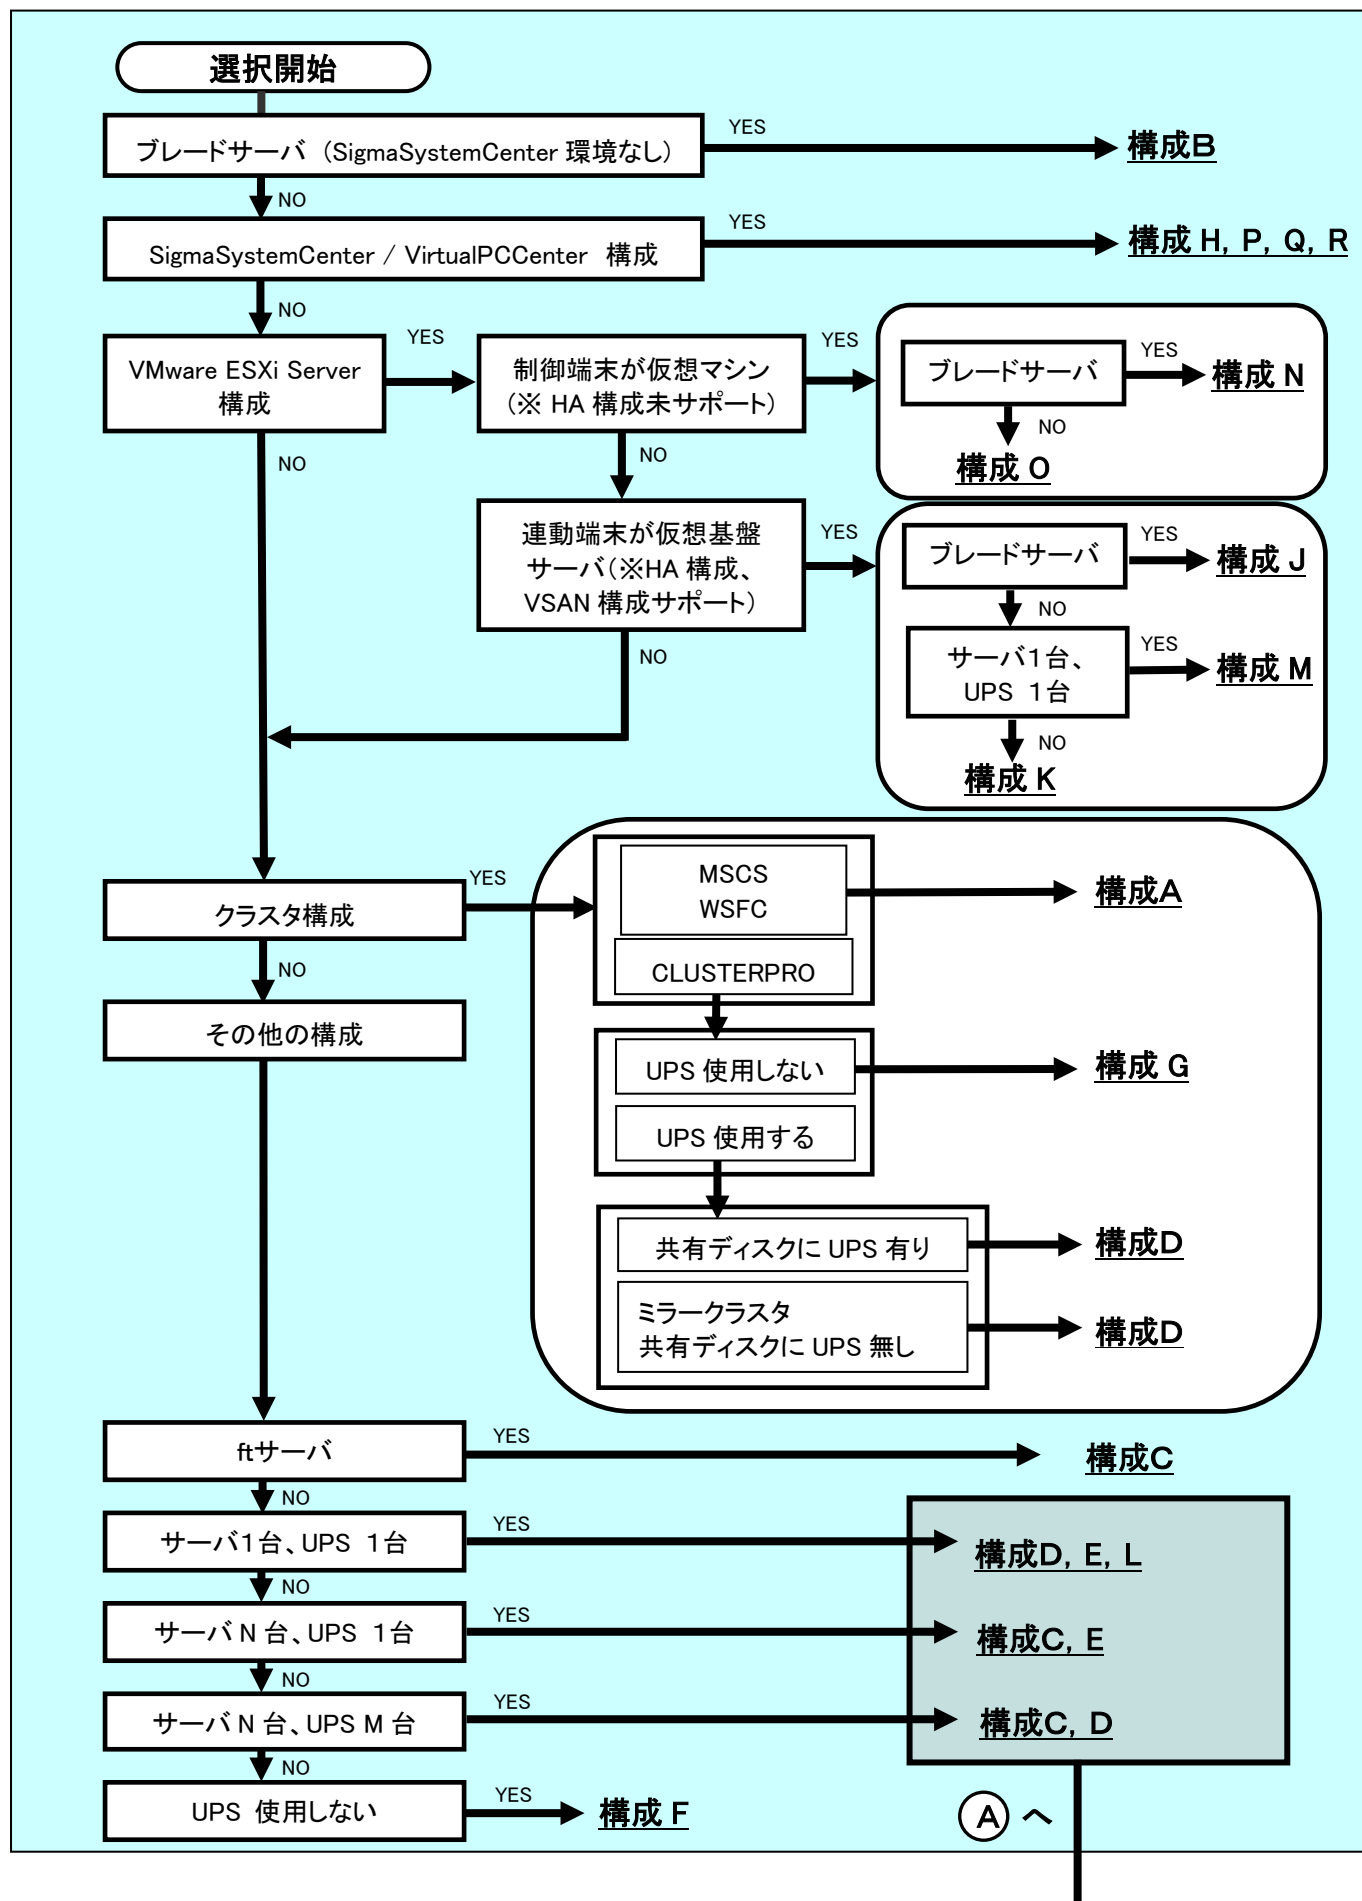 選択開始
ブレードサーバ （SigmaSystemCenter 環境なし）
YES
構成B
NO
SigmaSystemCenter / VirtualPCCenter 構成
YES
構成 H, P, Q, R
NO
VMware ESXi Server
構成
YES
制御端末が仮想マシン
（※ HA 構成未サポート）
YES
ブレードサーバ
YES
構成 N
NO
構成 O
NO
NO
連動端末が仮想基盤
サーバ（※HA 構成、
VSAN 構成サポート）
YES
ブレードサーバ
YES
構成 J
NO
サーバ１台、
UPS １台
YES
構成 M
NO
構成 K
NO
クラスタ構成
YES
MSCS
WSFC
構成A
CLUSTERPRO
NO
その他の構成
UPS 使用しない
構成 G
UPS 使用する
共有ディスクに UPS 有り
構成D
ミラークラスタ
共有ディスクに UPS 無し
構成D
ftサーバ
YES
構成C
NO
サーバ１台、UPS １台
YES
構成D, E, L
NO
サーバ N 台、UPS １台
YES
構成C, E
NO
サーバ N 台、UPS M 台
YES
構成C, D
NO
UPS 使用しない
YES
構成 F
A へ